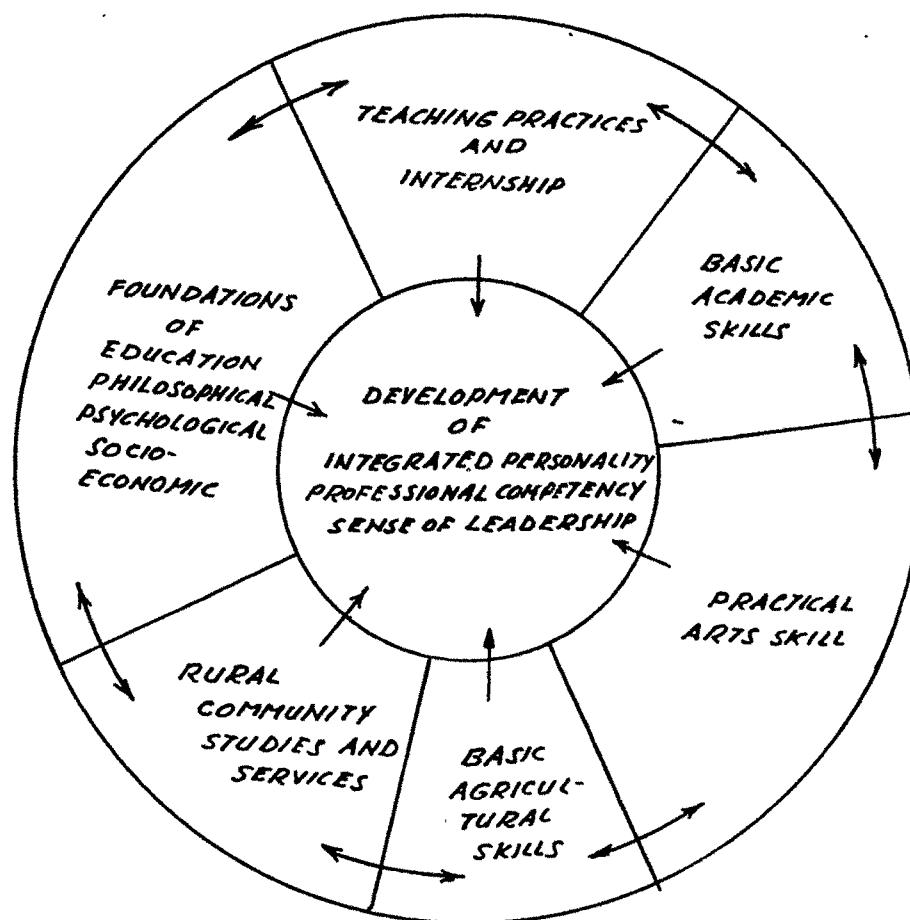 TEACHING PRACTICES
AND
INTERNSHIP
BASIC
ACADEMIC
SKILLS
PRACTICAL
ARTS SKILL
BASIC
AGRICUL-
TURAL
SKILLS
RURAL
COMMUNITY
STUDIES AND
SERVICES
FOUNDATIONS
OF
EDUCATION
PHILOSOPHICAL
PSYCHOLOGICAL
SOCIO-
ECONOMIC
DEVELOPMENT
OF
INTEGRATED PERSONALITY
PROFESSIONAL COMPETENCY
SENSE OF LEADERSHIP